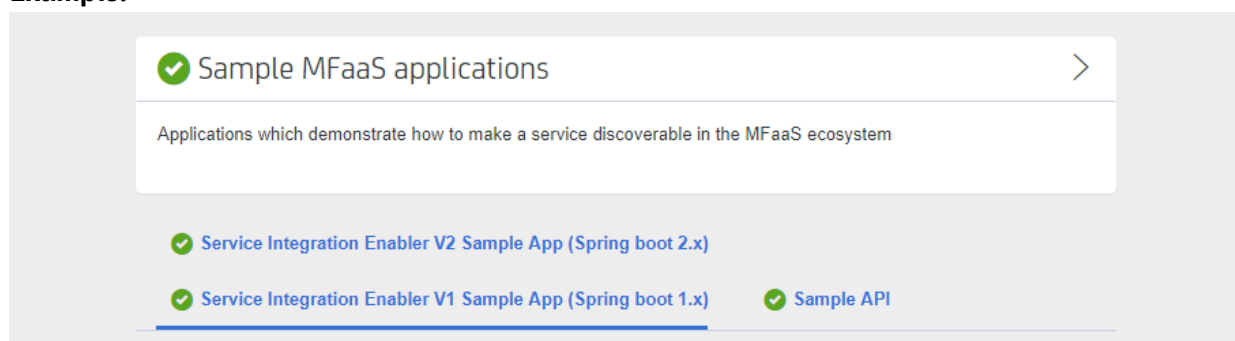 Example:
Sample MFaaS applications
Applications which demonstrate how to make a service discoverable in the MFaaS ecosystem
Service Integration Enabler V2 Sample App (Spring boot 2.x)
Service Integration Enabler V1 Sample App (Spring boot 1.x) Sample API